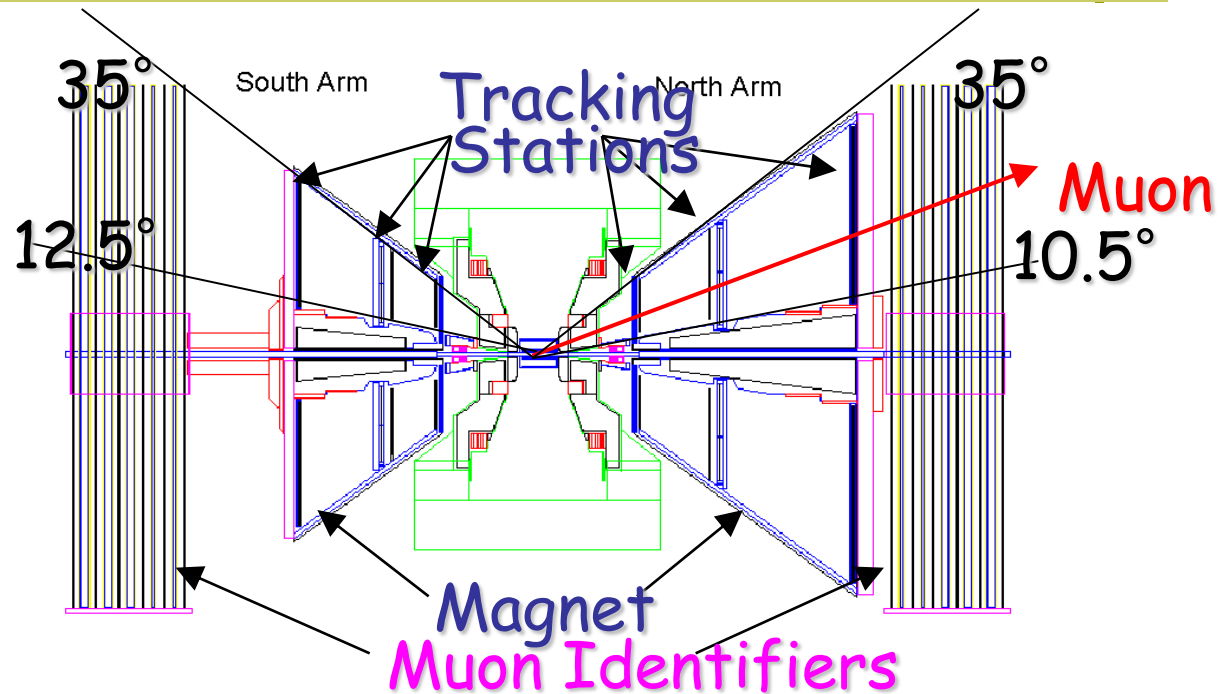 35°
South Arm
Tracking
Stations
North Arm
35°
Muon
12.5°
10.5°
Magnet
Muon Identifiers